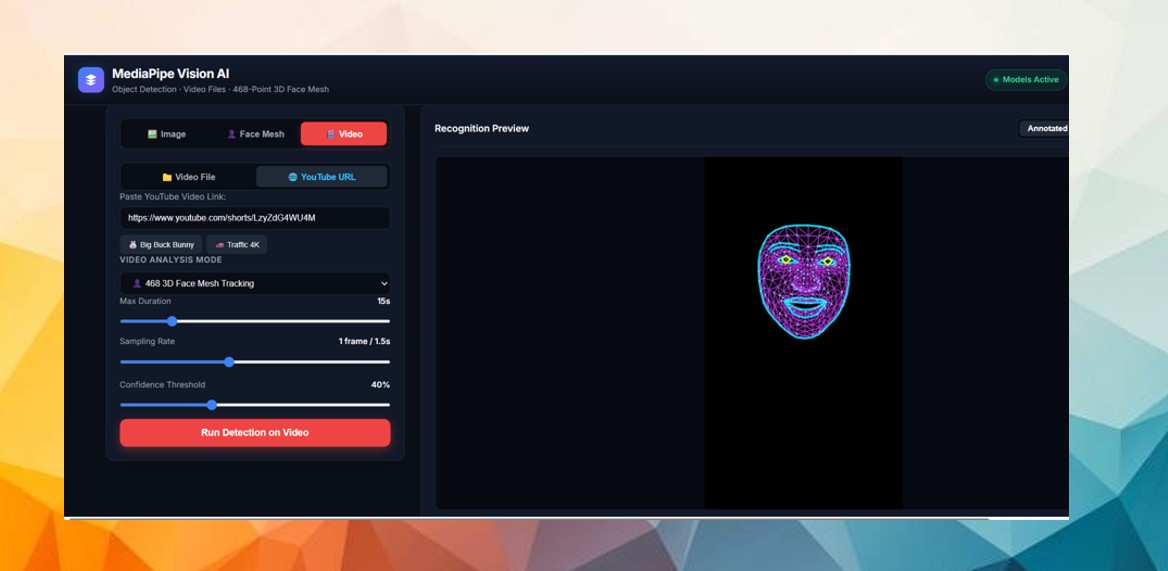 MediaPipe Vision AI
Object Detection · Video Files · 468-Point 3D Face Mesh
Models Active
Image
Face Mesh
Video
Video File
YouTube URL
Paste YouTube Video Link:
https://www.youtube.com/shorts/LzyZdG4WU4M
Big Buck Bunny
Traffic 4K
VIDEO ANALYSIS MODE
468 3D Face Mesh Tracking
Max Duration 15s
Sampling Rate 1 frame / 1.5s
Confidence Threshold 40%
Run Detection on Video
Recognition Preview
Annotated